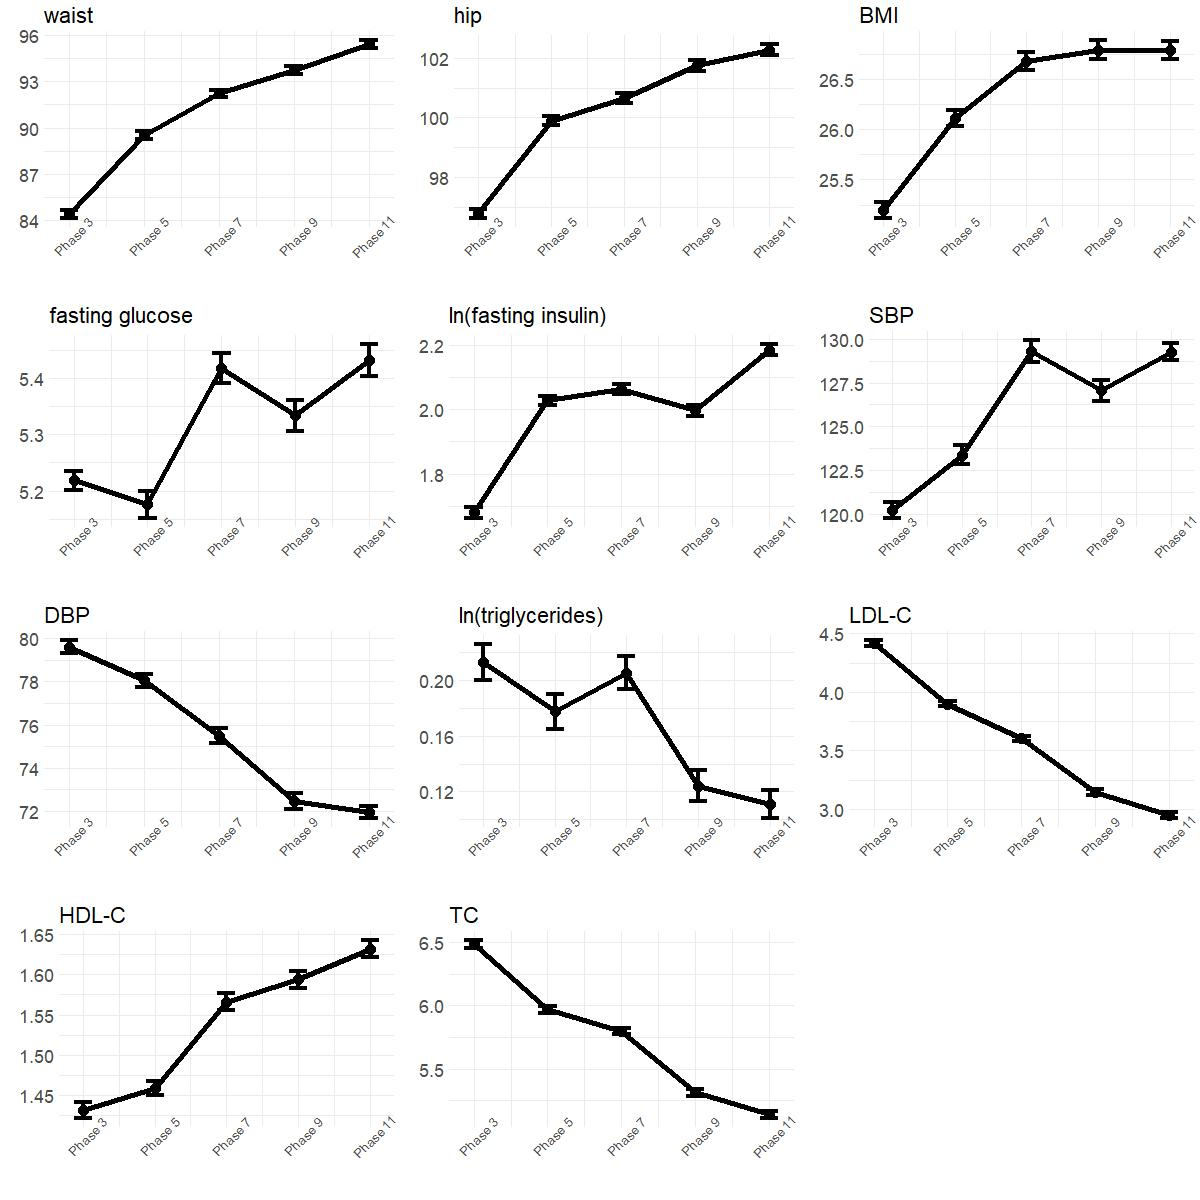 waist
96
93
90
87
84
Phase 3
Phase 5
Phase 7
Phase 9
Phase 11
hip
102
100
98
Phase 3
Phase 5
Phase 7
Phase 9
Phase 11
BMI
26.5
26.0
25.5
Phase 3
Phase 5
Phase 7
Phase 9
Phase 11
fasting glucose
5.4
5.3
5.2
Phase 3
Phase 5
Phase 7
Phase 9
Phase 11
ln(fasting insulin)
2.2
2.0
1.8
Phase 3
Phase 5
Phase 7
Phase 9
Phase 11
SBP
130.0
127.5
125.0
122.5
120.0
Phase 3
Phase 5
Phase 7
Phase 9
Phase 11
DBP
80
78
76
74
72
Phase 3
Phase 5
Phase 7
Phase 9
Phase 11
ln(triglycerides)
0.20
0.16
0.12
Phase 3
Phase 5
Phase 7
Phase 9
Phase 11
LDL-C
4.5
4.0
3.5
3.0
Phase 3
Phase 5
Phase 7
Phase 9
Phase 11
HDL-C
1.65
1.60
1.55
1.50
1.45
Phase 3
Phase 5
Phase 7
Phase 9
Phase 11
TC
6.5
6.0
5.5
Phase 3
Phase 5
Phase 7
Phase 9
Phase 11